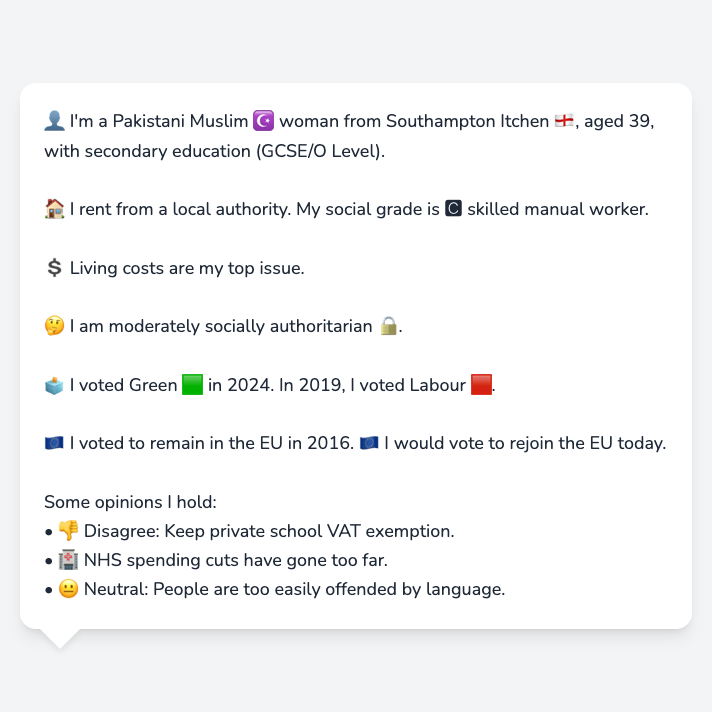 👤 I'm a Pakistani Muslim ☪️ woman from Southampton Itchen 🏴󠁧󠁢󠁥󠁮󠁧󠁿, aged 39,
with secondary education (GCSE/O Level).
🏠 I rent from a local authority. My social grade is 🅲 skilled manual worker.
💲 Living costs are my top issue.
🤔 I am moderately socially authoritarian 🔒.
🗳️ I voted Green 🟩 in 2024. In 2019, I voted Labour 🟥.
🇪🇺 I voted to remain in the EU in 2016. 🇪🇺 I would vote to rejoin the EU today.
Some opinions I hold:
• 👎 Disagree: Keep private school VAT exemption.
• 🏥 NHS spending cuts have gone too far.
• 😐 Neutral: People are too easily offended by language.